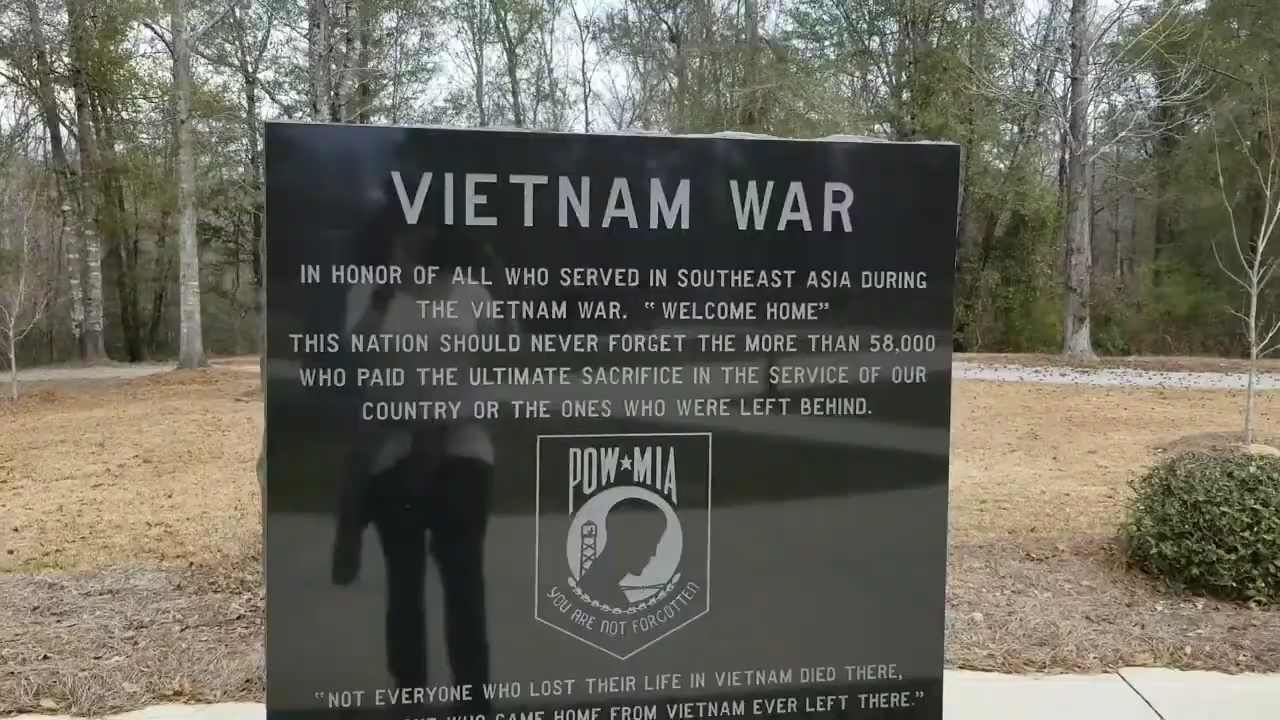 VIETNAM WAR
IN HONOR OF ALL WHO SERVED IN SOUTHEAST ASIA DURING
THE VIETNAM WAR. "WELCOME HOME"
THIS NATION SHOULD NEVER FORGET THE MORE THAN 58,000
WHO PAID THE ULTIMATE SACRIFICE IN THE SERVICE OF OUR
COUNTRY OR THE ONES WHO WERE LEFT BEHIND.
POW★MIA
YOU ARE NOT FORGOTTEN
"NOT EVERYONE WHO LOST THEIR LIFE IN VIETNAM DIED THERE,
WHO CAME HOME FROM VIETNAM EVER LEFT THERE."